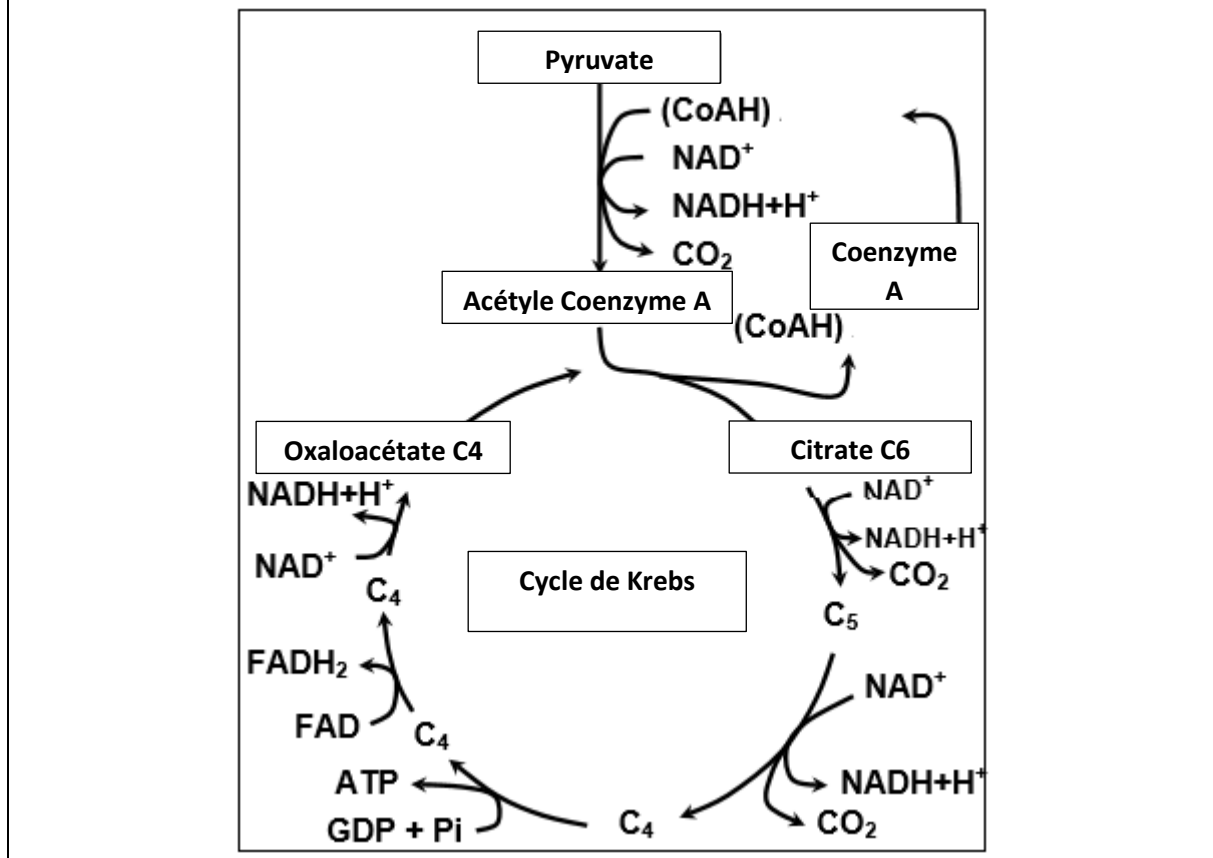 Pyruvate
(CoAH)
NAD⁺
NADH+H⁺
CO₂
Coenzyme
A
Acétyle Coenzyme A
(CoAH)
Oxaloacétate C4
Citrate C6
NADH+H⁺
NAD⁺
NAD⁺
NADH+H⁺
CO₂
Cycle de Krebs
C₄
C₅
FADH₂
NAD⁺
FAD
C₄
ATP
NADH+H⁺
GDP + Pi
C₄
CO₂